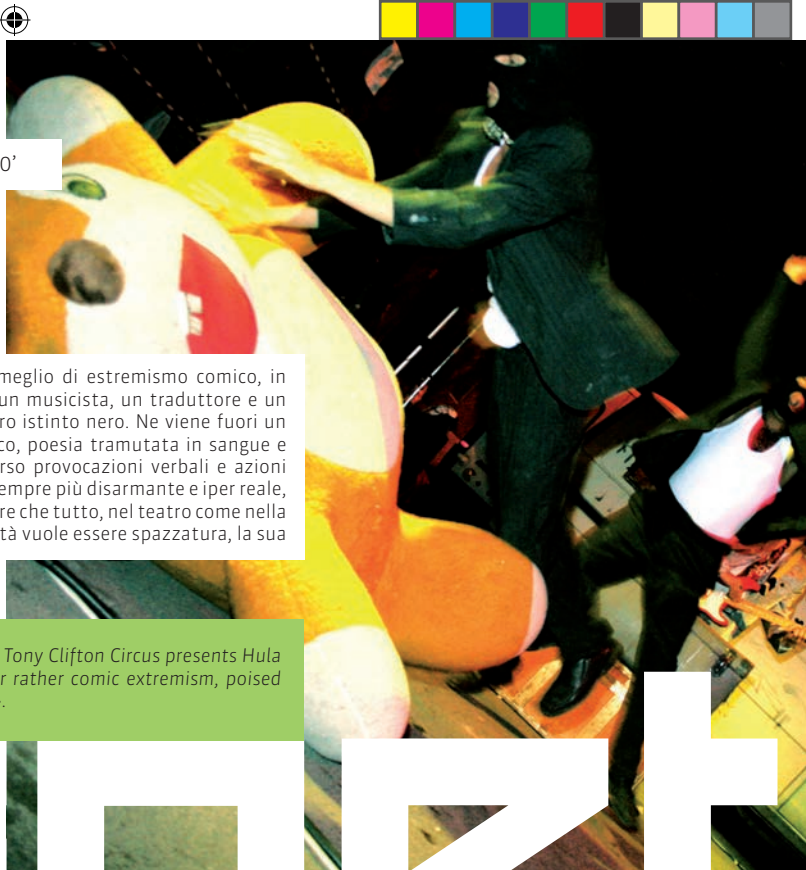 0’
meglio di estremismo comico, in
un musicista, un traduttore e un
ro istinto nero. Ne viene fuori un
co, poesia tramutata in sangue e
rso provocazioni verbali e azioni
empre più disarmante e iper reale,
re che tutto, nel teatro come nella
tà vuole essere spazzatura, la sua
Tony Clifton Circus presents Hula
r rather comic extremism, poised